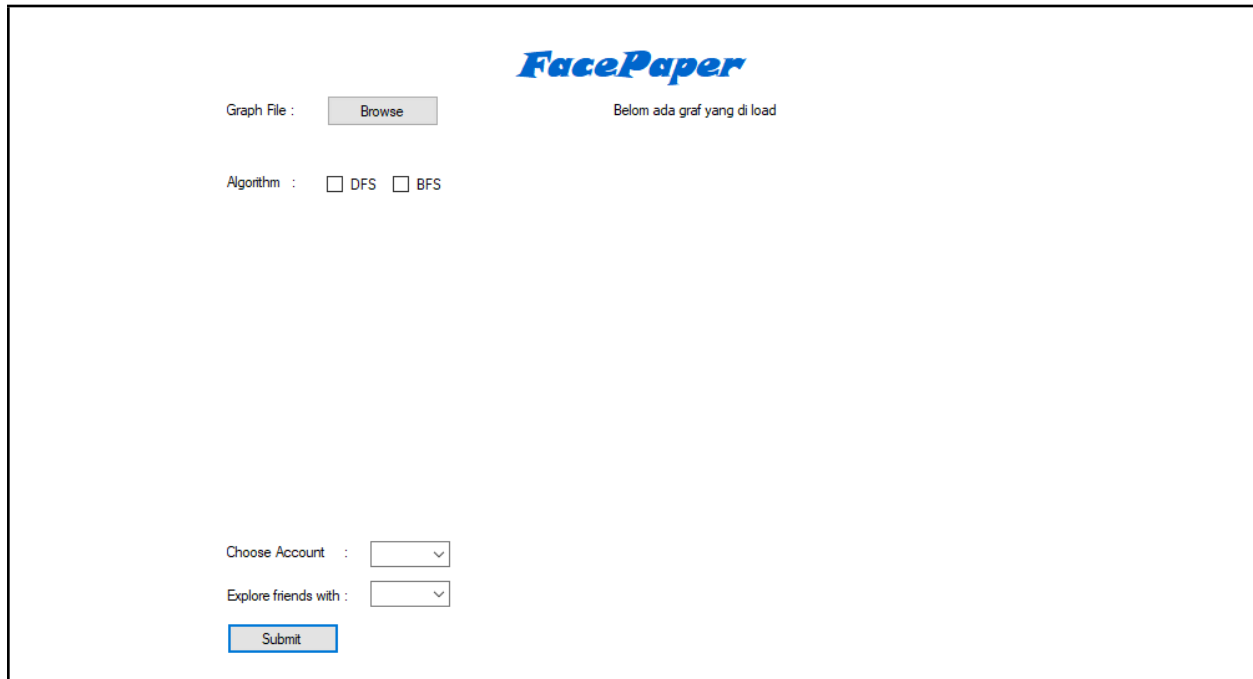 FacePaper
Graph File : Browse Belom ada graf yang di load
Algorithm : DFS BFS
Choose Account :
Explore friends with :
Submit